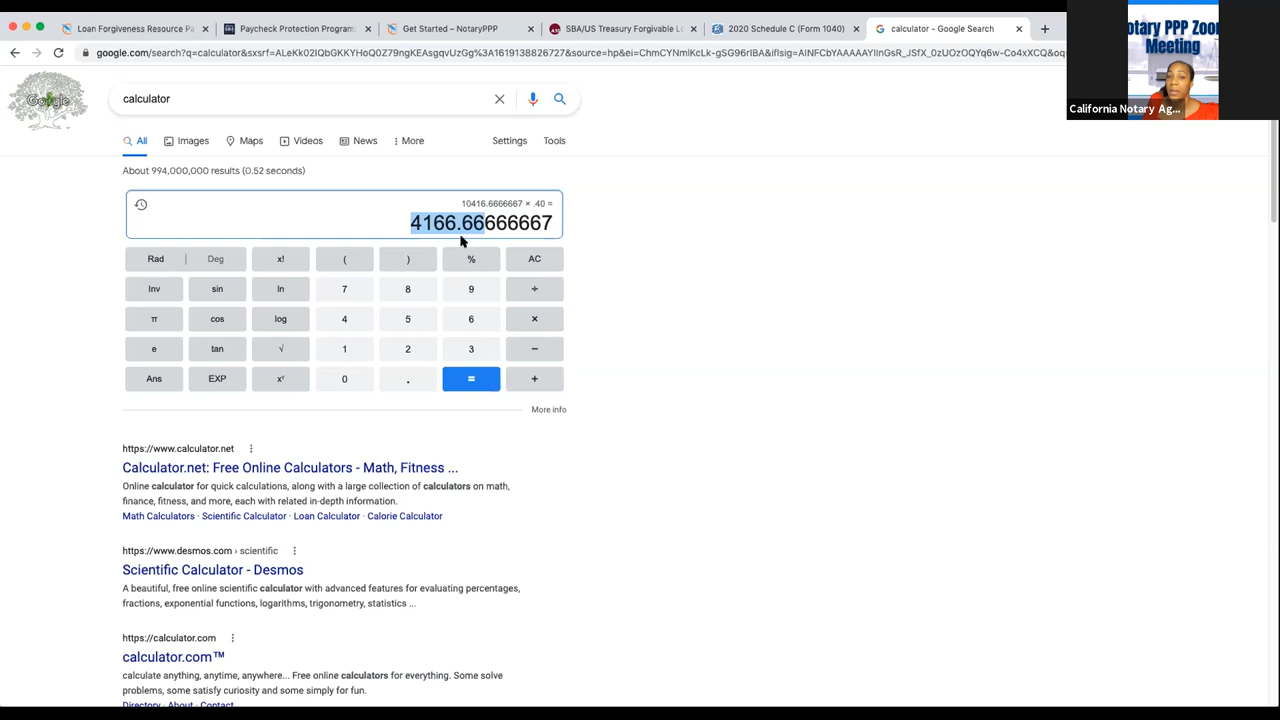 Loan Forgiveness Resource Pa
Paycheck Protection Program
Get Started – NotaryPPP
SBA/US Treasury Forgivable Lo
2020 Schedule C (Form 1040)
calculator - Google Search
Notary PPP Zoom
Meeting
California Notary Ag...
Google
calculator
All
Images
Maps
Videos
News
More
Settings
Tools
About 994,000,000 results (0.52 seconds)
10416.6666667 × .40 =
4166.66666667
Rad
Deg
x!
(
)
%
AC
Inv
sin
ln
7
8
9
÷
π
cos
log
4
5
6
×
e
tan
√
1
2
3
−
Ans
EXP
xʸ
0
.
=
+
More info
https://www.calculator.net
Calculator.net: Free Online Calculators - Math, Fitness ...
Online calculator for quick calculations, along with a large collection of calculators on math,
finance, fitness, and more, each with related in-depth information.
Math Calculators · Scientific Calculator · Loan Calculator · Calorie Calculator
https://www.desmos.com › scientific
Scientific Calculator - Desmos
A beautiful, free online scientific calculator with advanced features for evaluating percentages,
fractions, exponential functions, logarithms, trigonometry, statistics ...
https://calculator.com
calculator.com™
calculate anything, anytime, anywhere... Free online calculators for everything. Some solve
problems, some satisfy curiosity and some simply for fun.
Directory · About · Contact